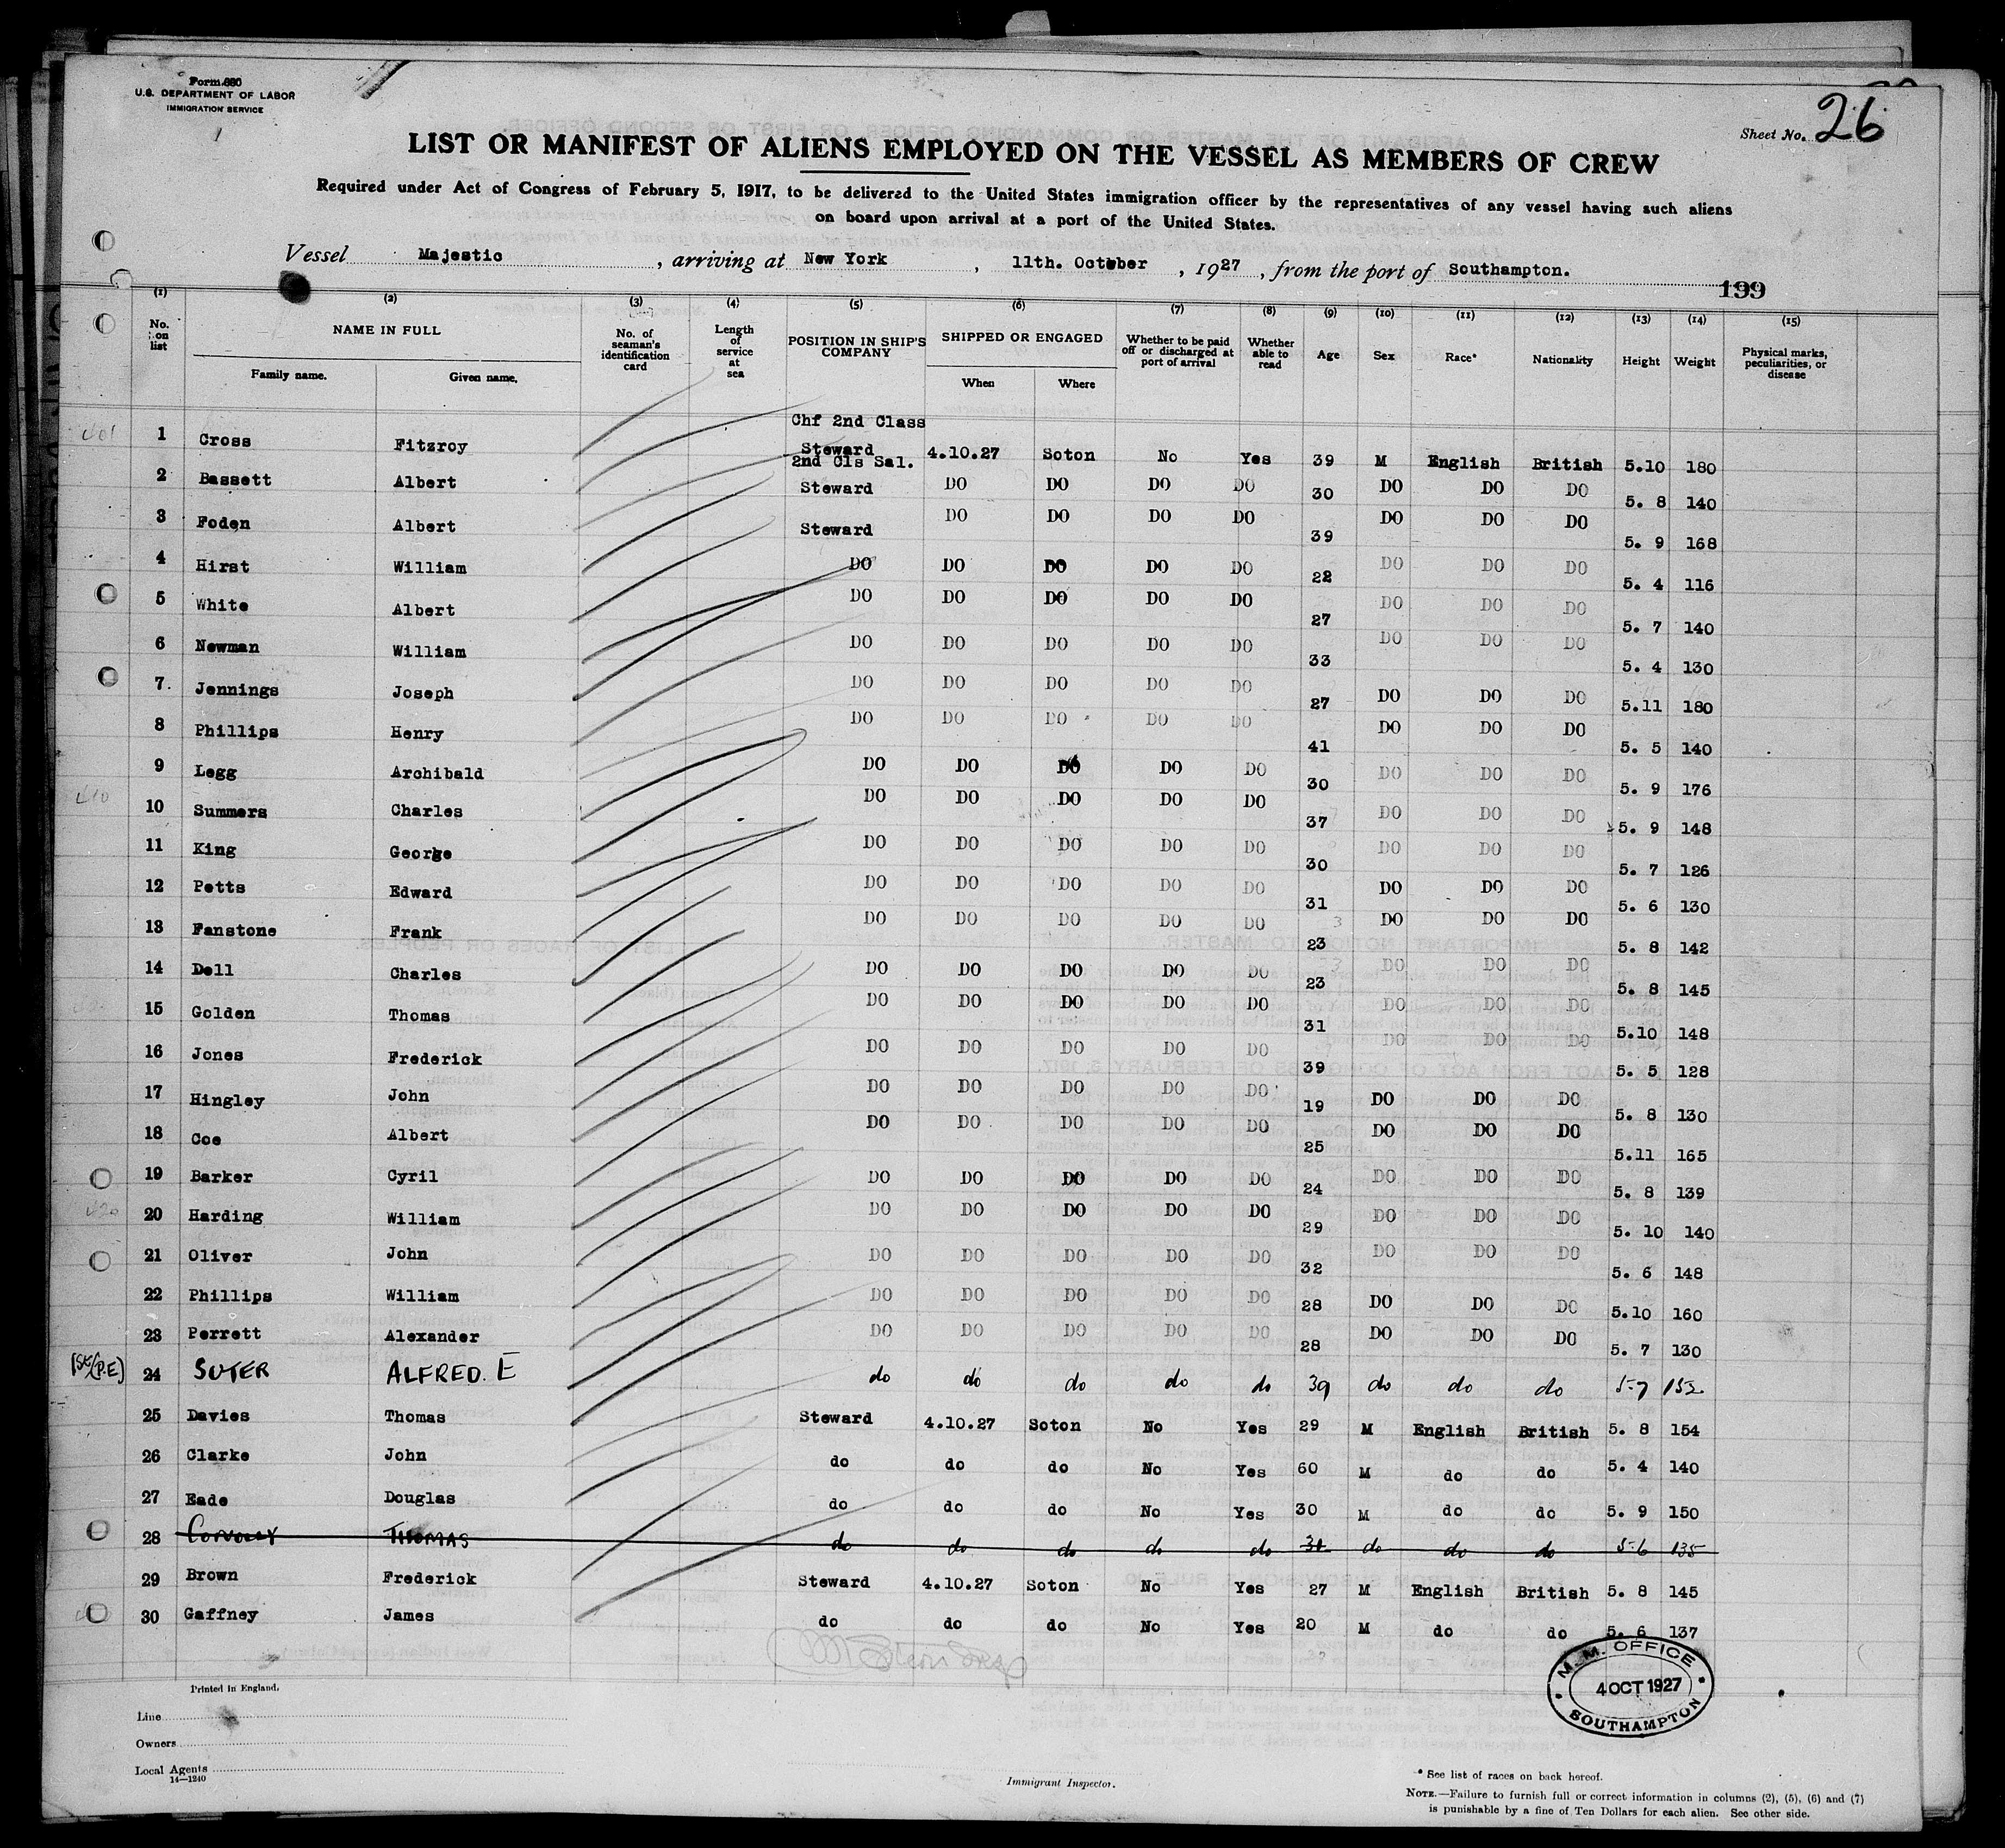 Form 680
U.S. DEPARTMENT OF LABOR
IMMIGRATION SERVICE
Sheet No. 26
LIST OR MANIFEST OF ALIENS EMPLOYED ON THE VESSEL AS MEMBERS OF CREW
Required under Act of Congress of February 5, 1917, to be delivered to the United States immigration officer by the representatives of any vessel having such aliens
on board upon arrival at a port of the United States.
Vessel Majestic, arriving at New York, 11th. October, 1927, from the port of Southampton.
199
(1) (2) (3) (4) (5) (6) (7) (8) (9) (10) (11) (12) (13) (14) (15)
No. on list NAME IN FULL Family name. Given name. No. of seaman's identification card Length of service at sea POSITION IN SHIP'S COMPANY SHIPPED OR ENGAGED When Where Whether to be paid off or discharged at port of arrival Whether able to read Age Sex Race* Nationality Height Weight Physical marks, peculiarities, or disease
1 Cross Fitzroy Chf 2nd Class Steward 4.10.27 Soton No Yes 39 M English British 5.10 180
2 Bassett Albert 2nd Cls Sal. Steward DO DO DO DO 30 DO DO DO 5. 8 140
3 Foden Albert Steward DO DO DO DO 39 DO DO DO 5. 9 168
4 Hirst William DO DO DO DO DO 22 DO DO DO 5. 4 116
5 White Albert DO DO DO DO DO 27 DO DO DO 5. 7 140
6 Newman William DO DO DO DO DO 33 DO DO DO 5. 4 130
7. Jennings Joseph DO DO DO DO DO 27 DO DO DO 5.11 180
8 Phillips Henry DO DO DO DO DO 41 DO DO DO 5. 5 140
9 Legg Archibald DO DO DO DO DO 30 DO DO DO 5. 9 176
10 Summers Charles DO DO DO DO DO 37 DO DO DO 5. 9 148
11 King George DO DO DO DO DO 30 DO DO DO 5. 7 126
12 Petts Edward DO DO DO DO DO 31 DO DO DO 5. 6 130
13 Fanstone Frank DO DO DO DO DO 23 DO DO DO 5. 8 142
14 Dell Charles DO DO DO DO DO 23 DO DO DO 5. 8 145
15 Golden Thomas DO DO DO DO DO 31 DO DO DO 5.10 148
16 Jones Frederick DO DO DO DO DO 39 DO DO DO 5. 5 128
17 Hingley John DO DO DO DO DO 19 DO DO DO 5. 8 130
18 Coe Albert DO DO DO DO DO 25 DO DO DO 5.11 165
19 Barker Cyril DO DO DO DO DO 24 DO DO DO 5. 8 139
20 Harding William DO DO DO DO DO 29 DO DO DO 5. 10 140
21 Oliver John DO DO DO DO DO 32 DO DO DO 5. 6 148
22 Phillips William DO DO DO DO DO 28 DO DO DO 5.10 160
23 Perrett Alexander DO DO DO DO DO 28 DO DO DO 5. 7 130
24 SUTER ALFRED. E do do do do do 39 do do do 5-7 152
25 Davies Thomas Steward 4.10.27 Soton No Yes 29 M English British 5. 8 154
26 Clarke John do do do No Yes 60 M do do 5. 4 140
27 Eade Douglas do do do No Yes 30 M do do 5. 9 150
28 THOMAS do do do do do do do do 5-6 135
29 Brown Frederick Steward 4.10.27 Soton No Yes 27 M English British 5. 8 145
30 Gaffney James do do do No Yes 20 M do do 5. 6 137
M.M. OFFICE
4 OCT 1927
SOUTHAMPTON
Printed in England.
Line
Owners
Local Agents
14—1240
Immigrant Inspector.
* See list of races on back hereof.
NOTE.—Failure to furnish full or correct information in columns (2), (5), (6) and (7)
is punishable by a fine of Ten Dollars for each alien. See other side.